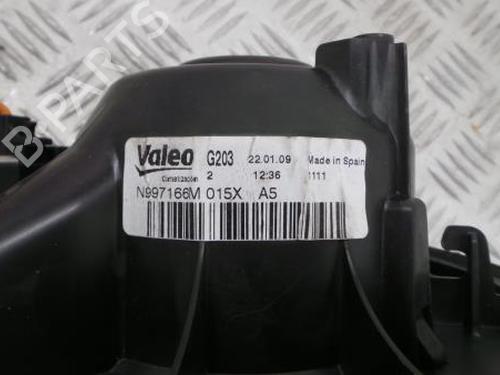 Valeo G203 22.01.09 Made in Spain
Climatización 2 12:36 1111
N997166M 015X A5
B-PARTS